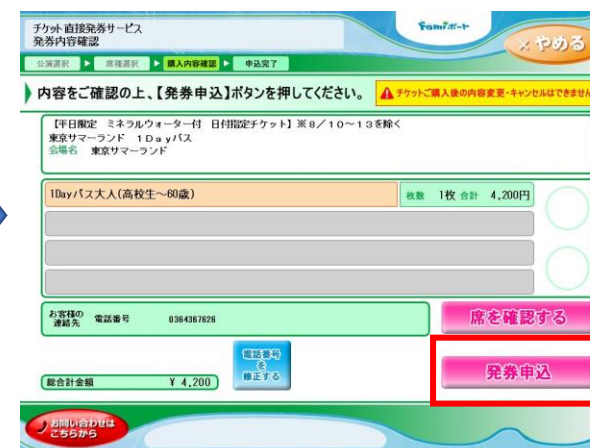 チケット直接発券サービス
発券内容確認
Famiポート
× やめる
公演選択 ▶ 席種選択 ▶ 購入内容確認 ▶ 申込完了
内容をご確認の上、【発券申込】ボタンを押してください。
チケットご購入後の内容変更・キャンセルはできません
【平日限定 ミネラルウォーター付 日付指定チケット】※8/10~13を除く
東京サマーランド 1Dayパス
会場名 東京サマーランド
1Dayパス大人(高校生~60歳)
枚数 1枚 合計 4,200円
お客様の連絡先 電話番号 0364367626
席を確認する
電話番号
を
修正する
発券申込
総合計金額 ¥ 4,200
お問い合わせは
こちらから